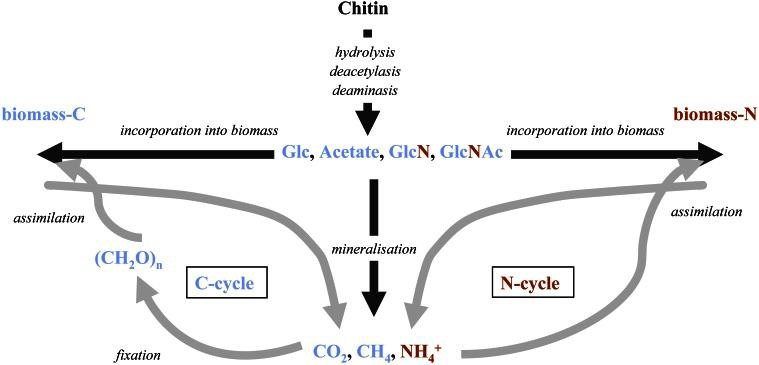 Chitin
hydrolysis
deacetylasis
deaminasis
biomass-C
biomass-N
incorporation into biomass
incorporation into biomass
Glc, Acetate, GlcN, GlcNAc
assimilation
assimilation
mineralisation
(CH₂O)ₙ
C-cycle
N-cycle
fixation
CO₂, CH₄, NH₄⁺